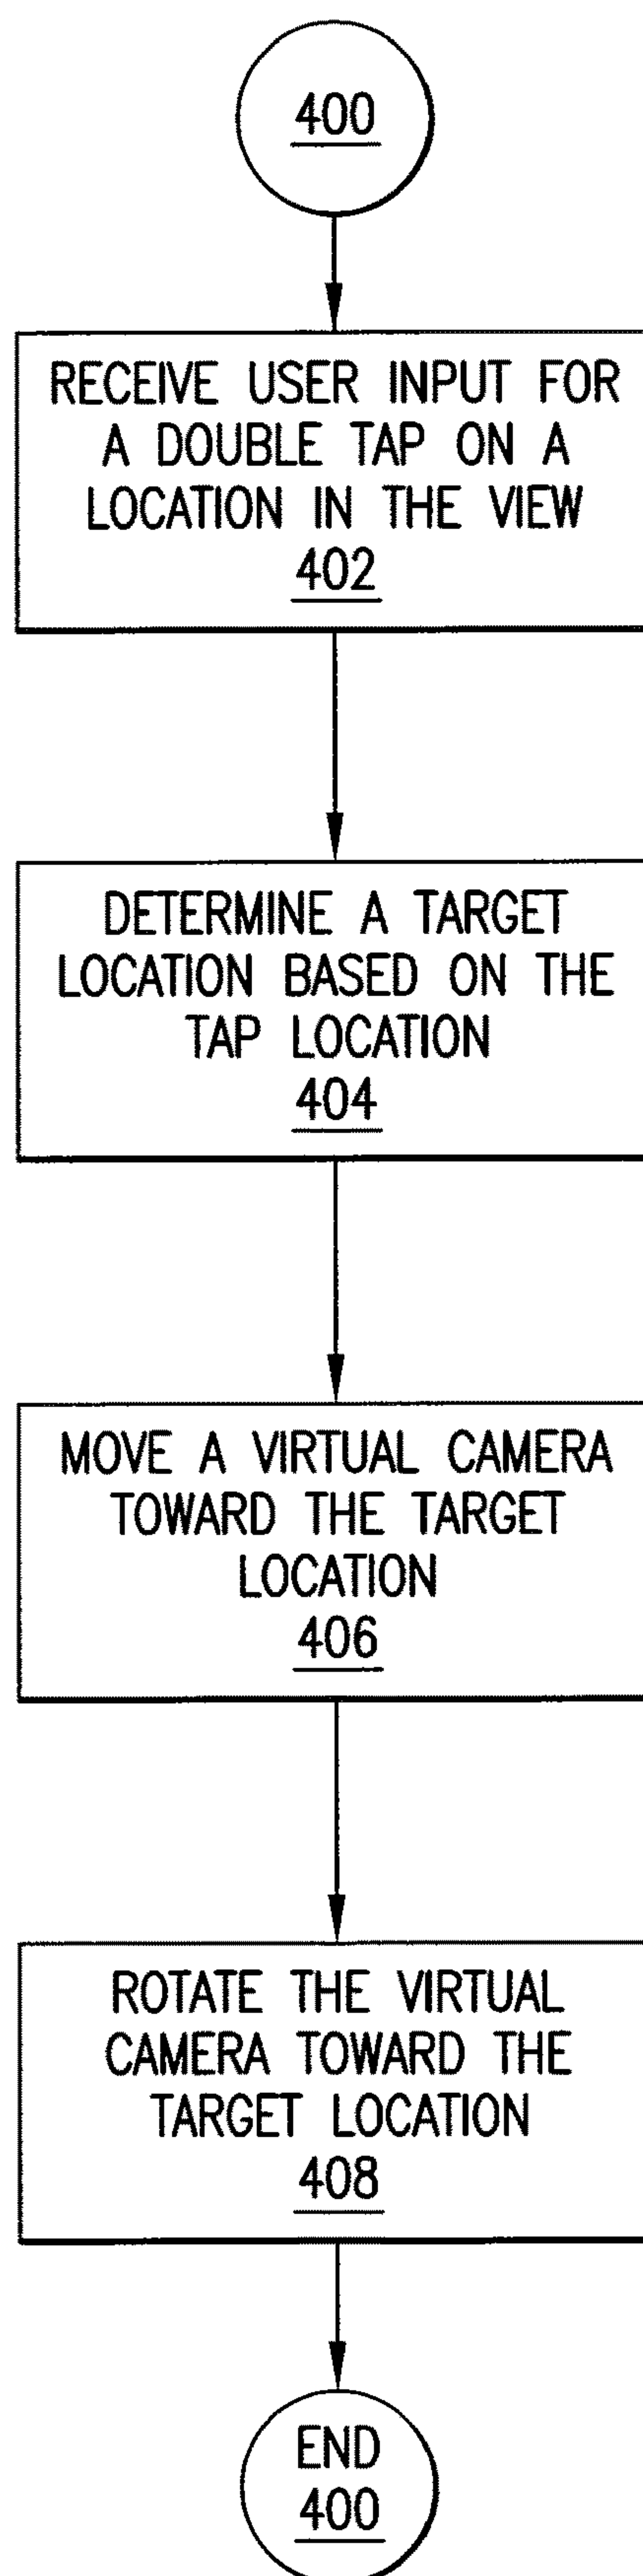 400
RECEIVE USER INPUT FOR
A DOUBLE TAP ON A
LOCATION IN THE VIEW
402
DETERMINE A TARGET
LOCATION BASED ON THE
TAP LOCATION
404
MOVE A VIRTUAL CAMERA
TOWARD THE TARGET
LOCATION
406
ROTATE THE VIRTUAL
CAMERA TOWARD THE
TARGET LOCATION
408
END
400